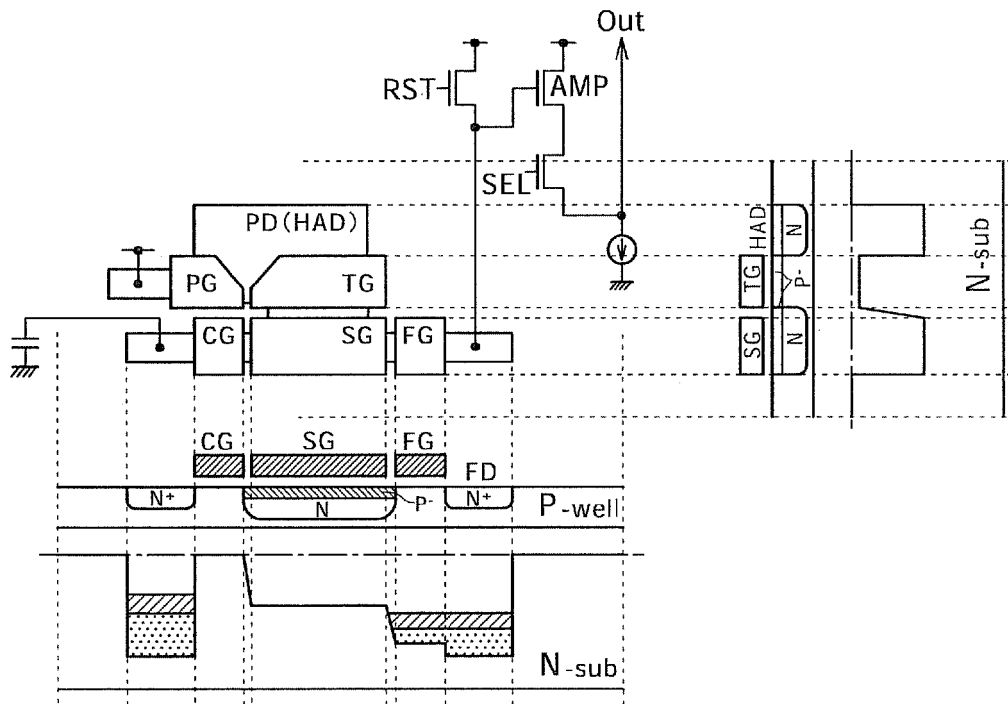 Out
RST
AMP
SEL
PD(HAD)
PG
TG
CG
SG
FG
HAD
N
TG
P-
SG
N
N-sub
CG
SG
FG
FD
N+
N
P-
N+
P-well
N-sub